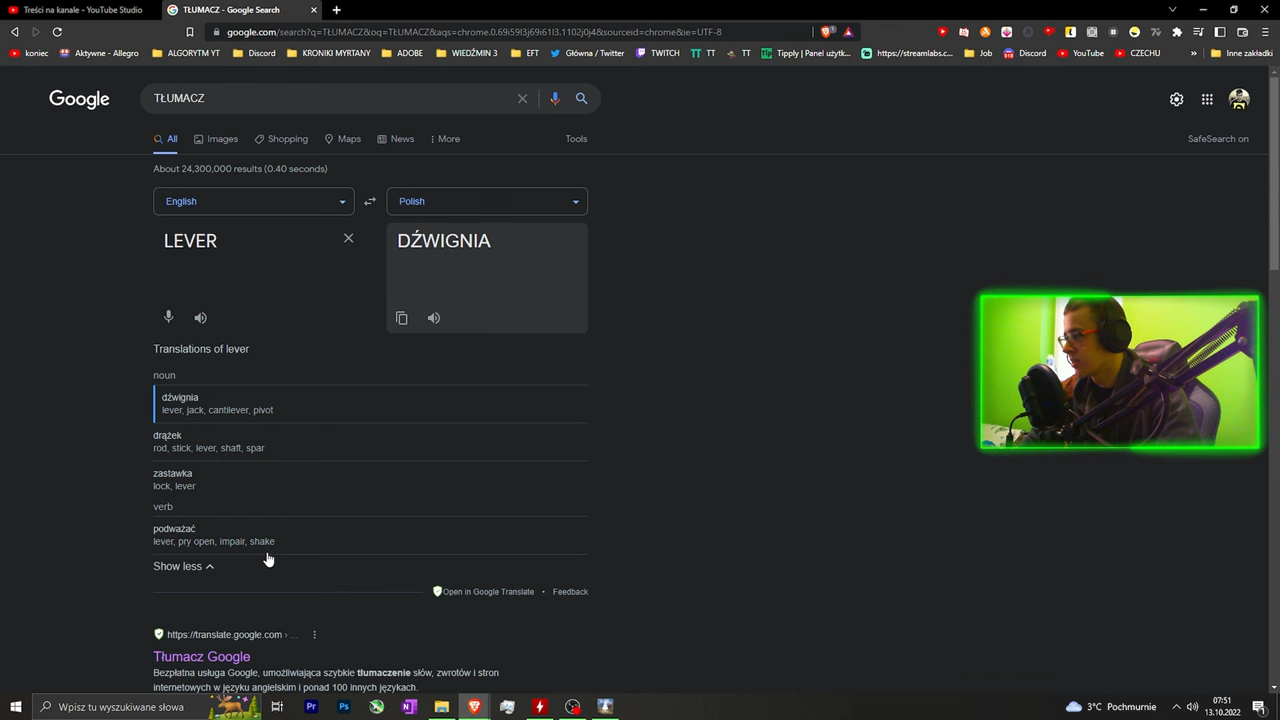 Treści na kanale - YouTube Studio
TŁUMACZ - Google Search
google.com/search?q=TŁUMACZ&oq=TŁUMACZ&aqs=chrome.0.69i59l3j69i61l3.1102j0j4&sourceid=chrome&ie=UTF-8
koniec
Aktywne - Allegro
ALGORYTM YT
Discord
KRONIKI MYRTANY
ADOBE
WIEDŹMIN 3
EFT
Główna / Twitter
TWITCH
TT
TT
Tipply | Panel użytk...
https://streamlabs.c...
Job
Discord
YouTube
CZECHU
Inne zakładki
Google
TŁUMACZ
All
Images
Shopping
Maps
News
More
Tools
SafeSearch on
About 24,300,000 results (0.40 seconds)
English
Polish
LEVER
DŹWIGNIA
Translations of lever
noun
dźwignia
lever, jack, cantilever, pivot
drążek
rod, stick, lever, shaft, spar
zastawka
lock, lever
verb
podważać
lever, pry open, impair, shake
Show less
Open in Google Translate • Feedback
https://translate.google.com › ...
Tłumacz Google
Bezpłatna usługa Google, umożliwiająca szybkie tłumaczenie słów, zwrotów i stron
internetowych w języku angielskim i ponad 100 innych językach.
Wpisz tu wyszukiwane słowa
3°C Pochmurnie
07:51
13.10.2022